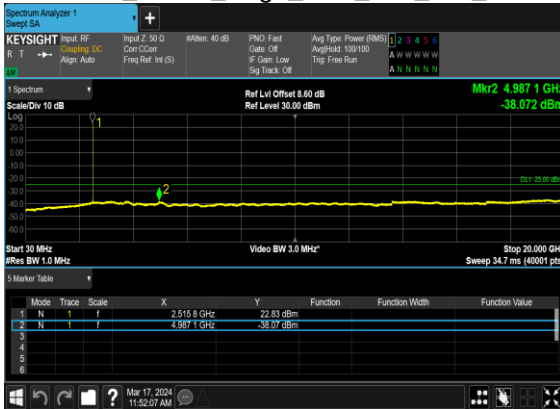 Spectrum Analyzer 1
Swept SA
+
KEYSIGHT
R T
LW
Input: RF
Coupling: DC
Align: Auto
Input Z: 50 Ω
Corr CCorr
Freq Ref: Int (S)
#Atten: 40 dB
PNO: Fast
Gate: Off
IF Gain: Low
Sig Track: Off
Avg Type: Power (RMS)
Avg|Hold: 100/100
Trig: Free Run
1 2 3 4 5 6
A W W W W W
A N N N N N
1 Spectrum
Scale/Div 10 dB
Ref Lvl Offset 8.60 dB
Ref Level 30.00 dBm
Mkr2 4.987 1 GHz
-38.072 dBm
Log
20.0
10.0
0.00
-10.0
-20.0
-30.0
-40.0
-50.0
-60.0
1
2
DL1 -25.00 dBm
Start 30 MHz
#Res BW 1.0 MHz
Video BW 3.0 MHz*
Stop 20.000 GHz
Sweep 34.7 ms (40001 pts)
5 Marker Table
Mode Trace Scale X Y Function Function Width Function Value
1 N 1 f 2.515 8 GHz 22.83 dBm
2 N 1 f 4.987 1 GHz -38.07 dBm
3
4
5
6
?
Mar 17, 2024
11:52:07 AM